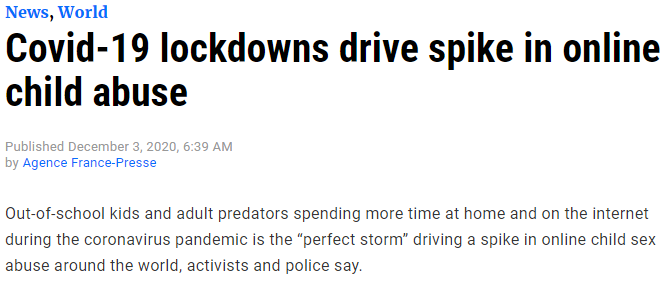 News, World
Covid-19 lockdowns drive spike in online
child abuse
Published December 3, 2020, 6:39 AM
by Agence France-Presse
Out-of-school kids and adult predators spending more time at home and on the internet
during the coronavirus pandemic is the “perfect storm” driving a spike in online child sex
abuse around the world, activists and police say.